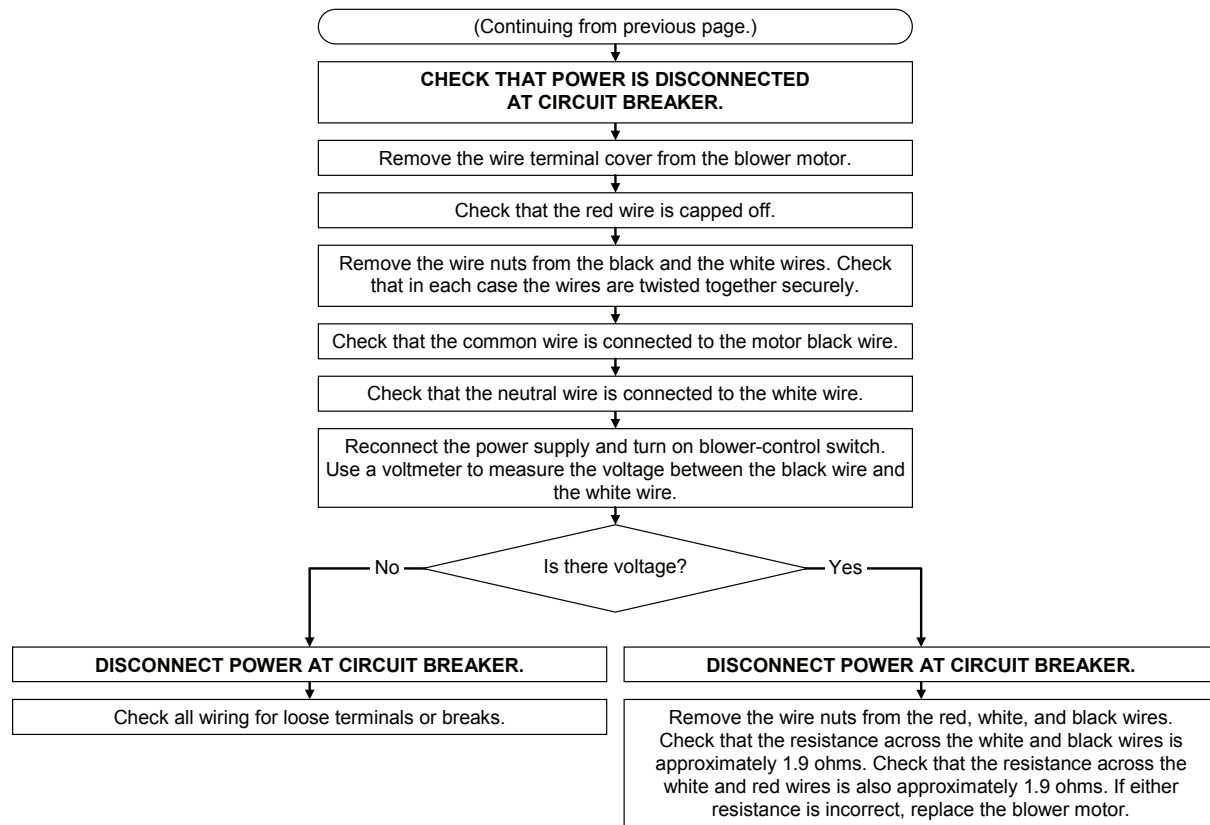 (Continuing from previous page.)
CHECK THAT POWER IS DISCONNECTED
AT CIRCUIT BREAKER.
Remove the wire terminal cover from the blower motor.
Check that the red wire is capped off.
Remove the wire nuts from the black and the white wires. Check
that in each case the wires are twisted together securely.
Check that the common wire is connected to the motor black wire.
Check that the neutral wire is connected to the white wire.
Reconnect the power supply and turn on blower-control switch.
Use a voltmeter to measure the voltage between the black wire and
the white wire.
Is there voltage?
No
Yes
DISCONNECT POWER AT CIRCUIT BREAKER.
Check all wiring for loose terminals or breaks.
DISCONNECT POWER AT CIRCUIT BREAKER.
Remove the wire nuts from the red, white, and black wires.
Check that the resistance across the white and black wires is
approximately 1.9 ohms. Check that the resistance across the
white and red wires is also approximately 1.9 ohms. If either
resistance is incorrect, replace the blower motor.